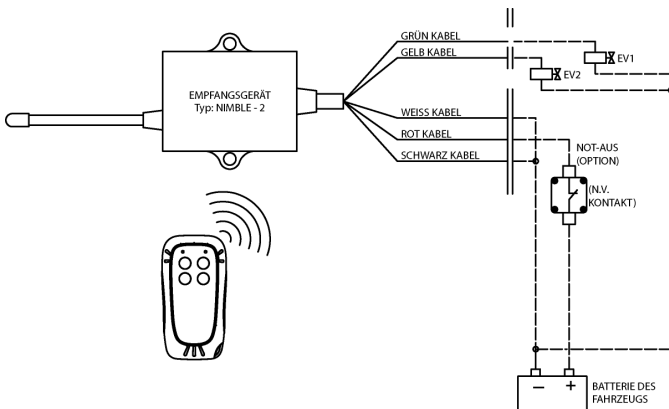 GRÜN KABEL
GELB KABEL
EV1
EV2
EMPFANGSGERÄT
Typ: NIMBLE - 2
WEISS KABEL
ROT KABEL
SCHWARZ KABEL
NOT-AUS
(OPTION)
(N.V.
KONTAKT)
– +
BATTERIE DES
FAHRZEUGS